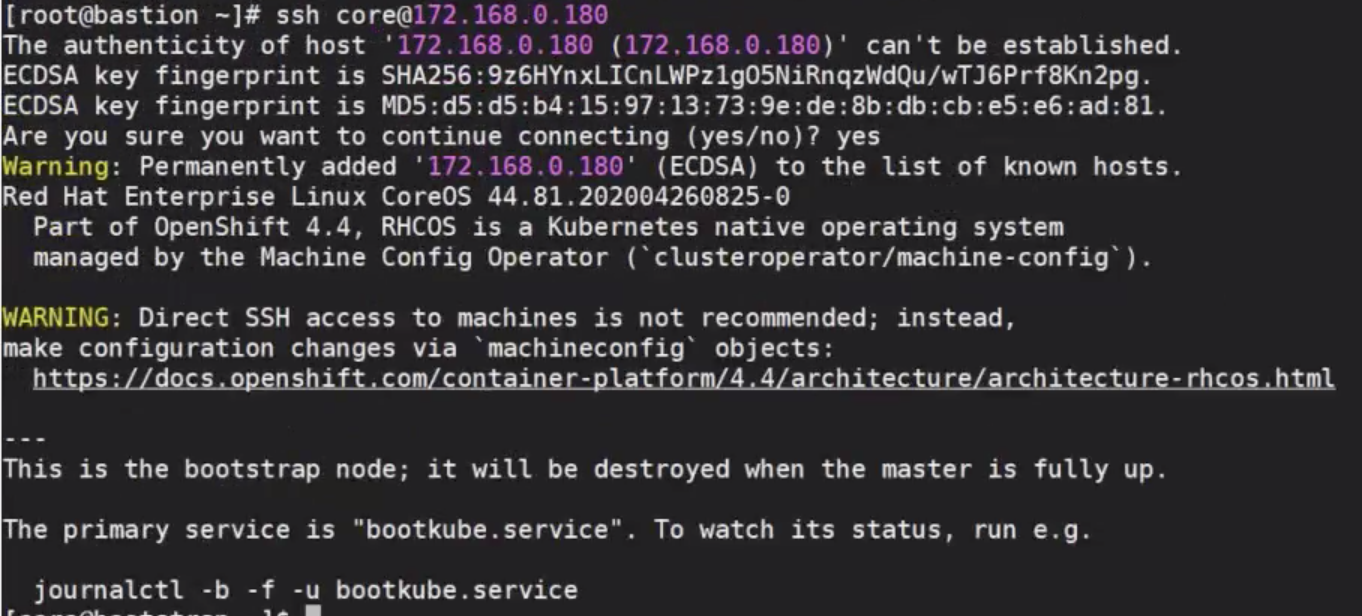 [root@bastion ~]# ssh core@172.168.0.180
The authenticity of host '172.168.0.180 (172.168.0.180)' can't be established.
ECDSA key fingerprint is SHA256:9z6HYnxLICnLWPz1gO5NiRnqzWdQu/wTJ6Prf8Kn2pg.
ECDSA key fingerprint is MD5:d5:d5:b4:15:97:13:73:9e:de:8b:db:cb:e5:e6:ad:81.
Are you sure you want to continue connecting (yes/no)? yes
Warning: Permanently added '172.168.0.180' (ECDSA) to the list of known hosts.
Red Hat Enterprise Linux CoreOS 44.81.202004260825-0
  Part of OpenShift 4.4, RHCOS is a Kubernetes native operating system
  managed by the Machine Config Operator (`clusteroperator/machine-config`).

WARNING: Direct SSH access to machines is not recommended; instead,
make configuration changes via `machineconfig` objects:
  https://docs.openshift.com/container-platform/4.4/architecture/architecture-rhcos.html

---
This is the bootstrap node; it will be destroyed when the master is fully up.

The primary service is "bootkube.service". To watch its status, run e.g.

  journalctl -b -f -u bootkube.service